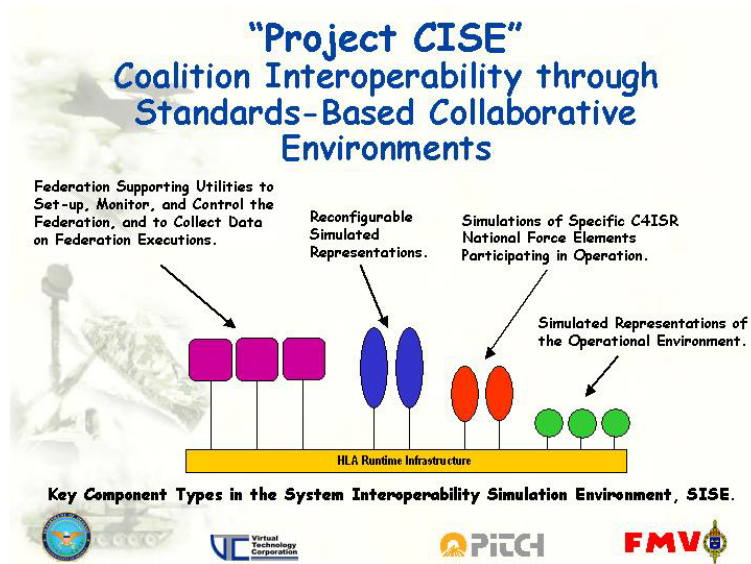 “Project CISE”
Coalition Interoperability through
Standards-Based Collaborative
Environments
Federation Supporting Utilities to
Set-up, Monitor, and Control the
Federation, and to Collect Data
on Federation Executions.
Reconfigurable
Simulated
Representations.
Simulations of Specific C4ISR
National Force Elements
Participating in Operation.
Simulated Representations of
the Operational Environment.
HLA Runtime Infrastructure
Key Component Types in the System Interoperability Simulation Environment, SISE.
VTC
Virtual
Technology
Corporation
PITCH
FMV